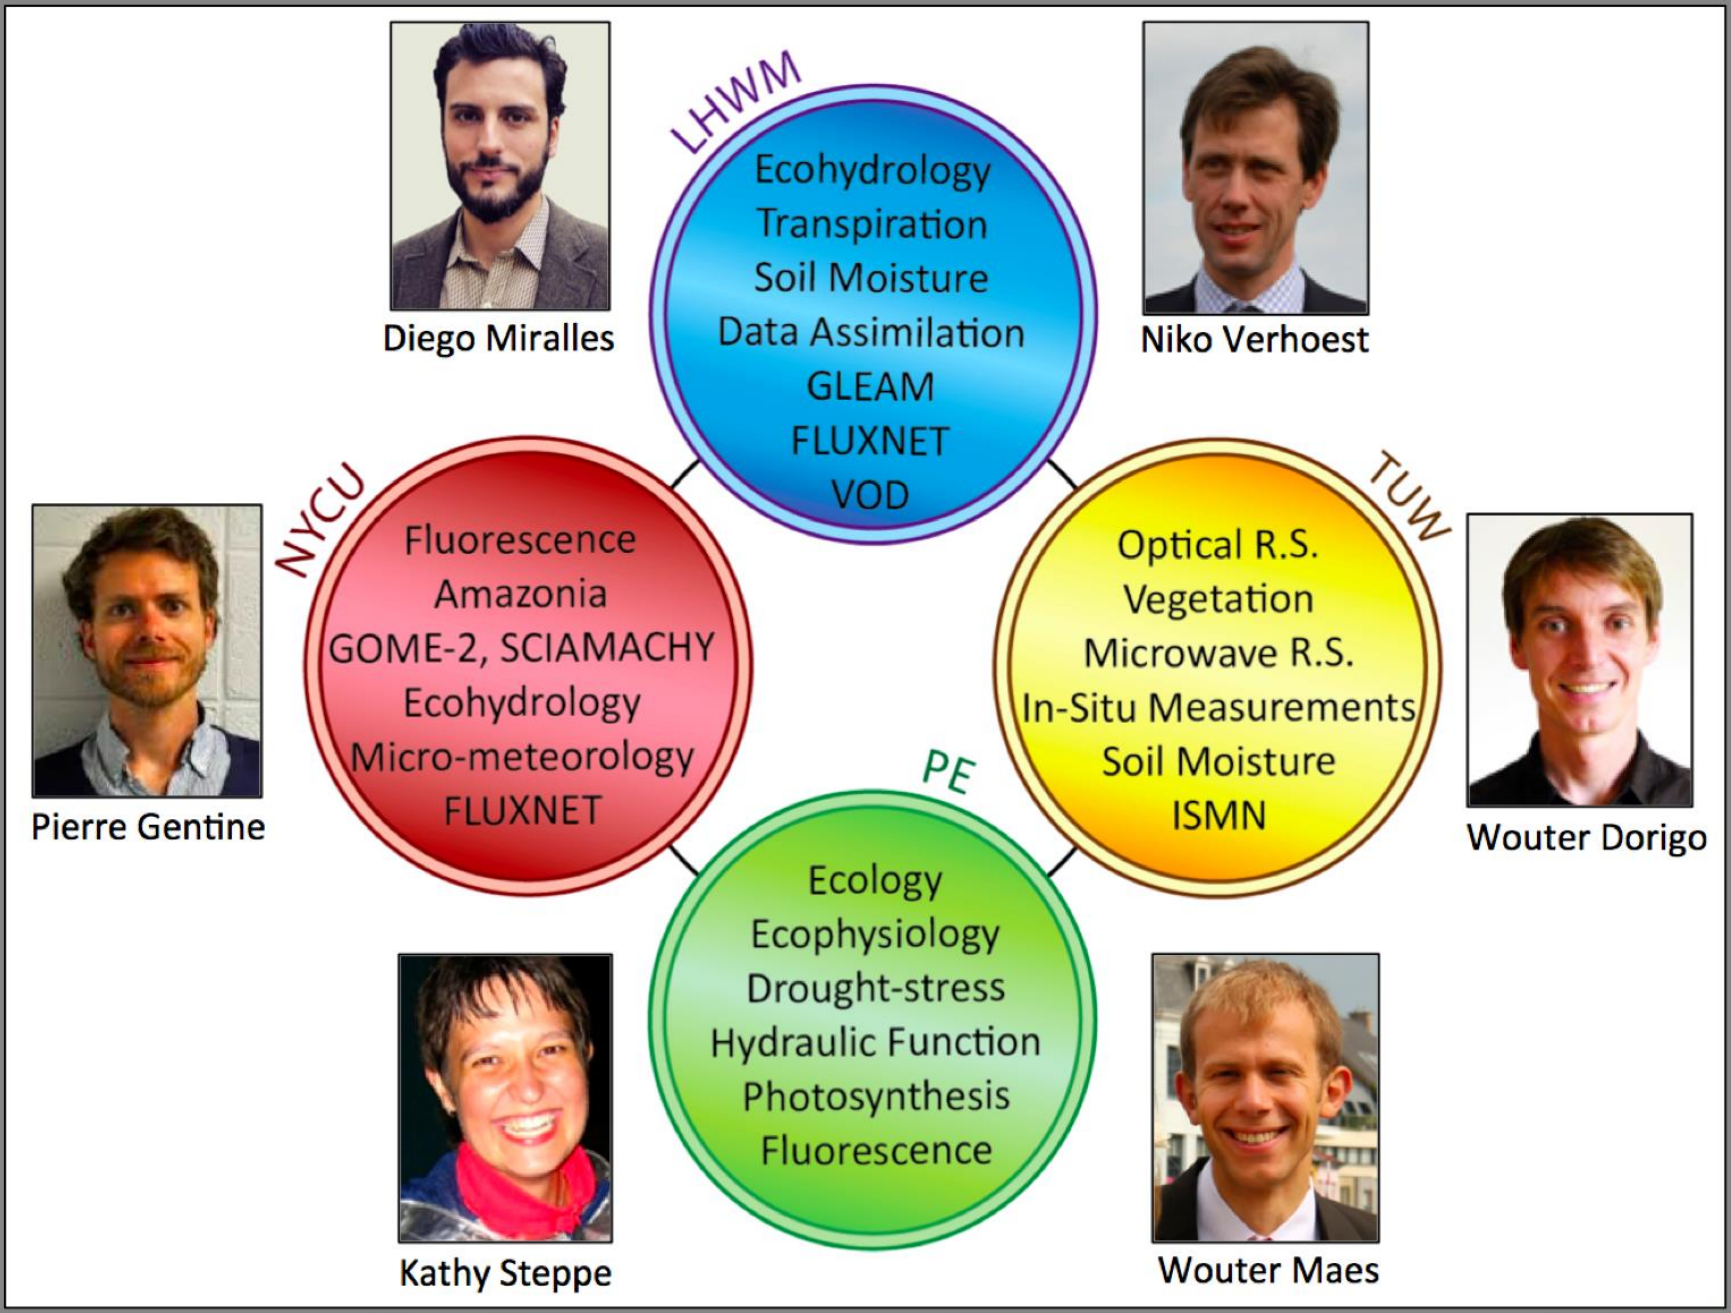 LHWM
Ecohydrology
Transpiration
Soil Moisture
Data Assimilation
GLEAM
FLUXNET
VOD
Diego Miralles
Niko Verhoest
NYCU
Fluorescence
Amazonia
GOME-2, SCIAMACHY
Ecohydrology
Micro-meteorology
FLUXNET
Pierre Gentine
TUW
Optical R.S.
Vegetation
Microwave R.S.
In-Situ Measurements
Soil Moisture
ISMN
Wouter Dorigo
PE
Ecology
Ecophysiology
Drought-stress
Hydraulic Function
Photosynthesis
Fluorescence
Kathy Steppe
Wouter Maes